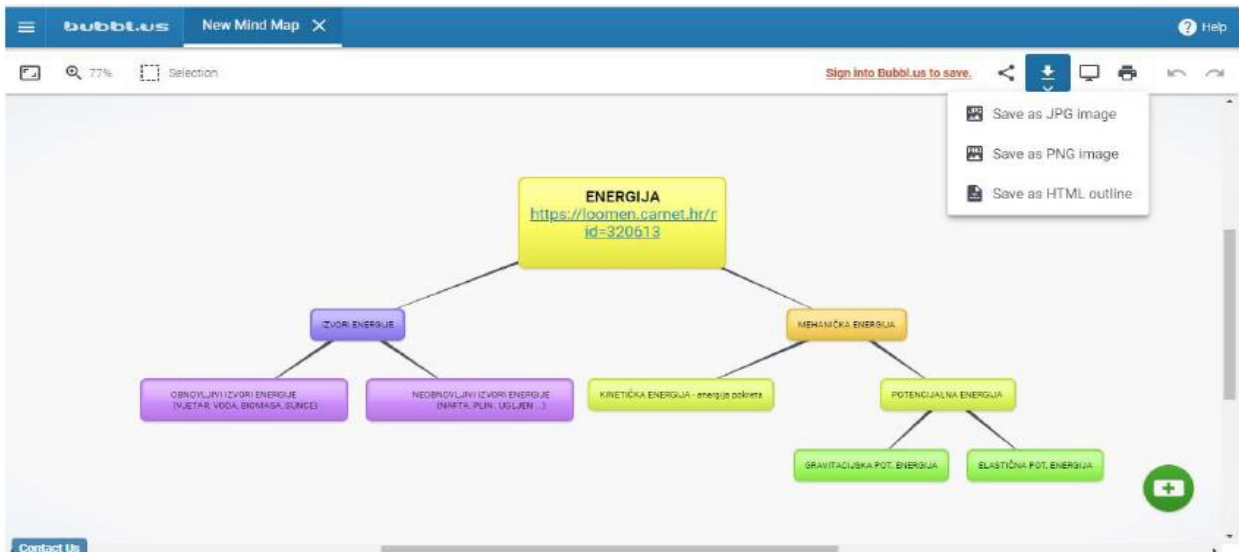 bubbl.us
New Mind Map
Help
77%
Selection
Sign into Bubbl.us to save.
Save as JPG image
Save as PNG image
Save as HTML outline
ENERGIJA
https://loomen.carnet.hr/r
id=320613
IZVORI ENERGIJE
MEHANIČKA ENERGIJA
OBNOVLJIVI IZVORI ENERGIJE
(VJETAR, VODA, BIOMASA, SUNCE)
NEOBNOVLJIVI IZVORI ENERGIJE
(NAFTA, PLIN, UGLJEN ...)
KINETIČKA ENERGIJA - energija pokreta
POTENCIJALNA ENERGIJA
GRAVITACIJSKA POT. ENERGIJA
ELASTIČNA POT. ENERGIJA
Contact Us